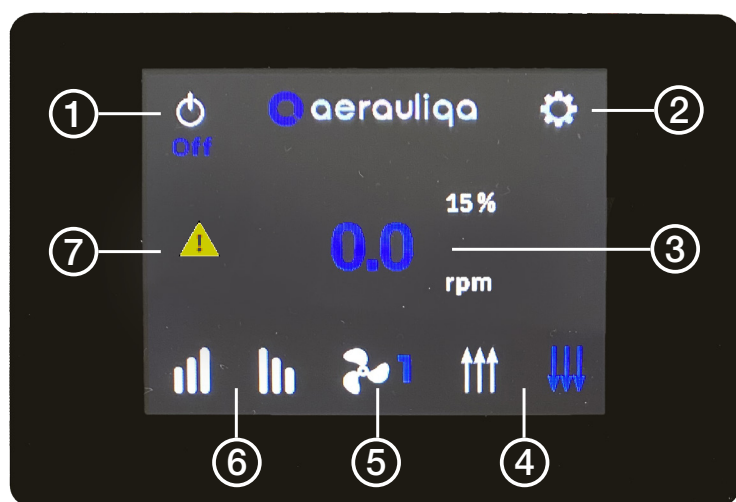 ① ②
aerauliqa
Off
15 %
⑦ 0.0 ③
rpm
1
⑥ ⑤ ④